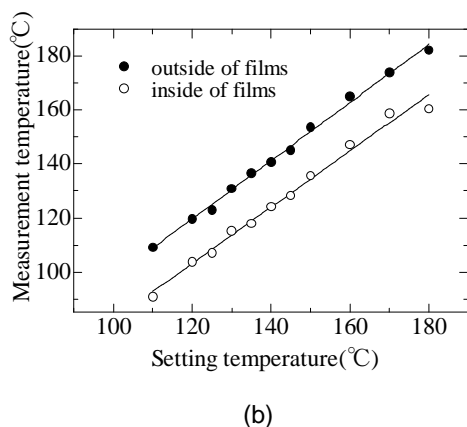 180
160
140
120
100
Measurement temperature(℃)
outside of films
inside of films
100 120 140 160 180
Setting temperature(℃)
(b)